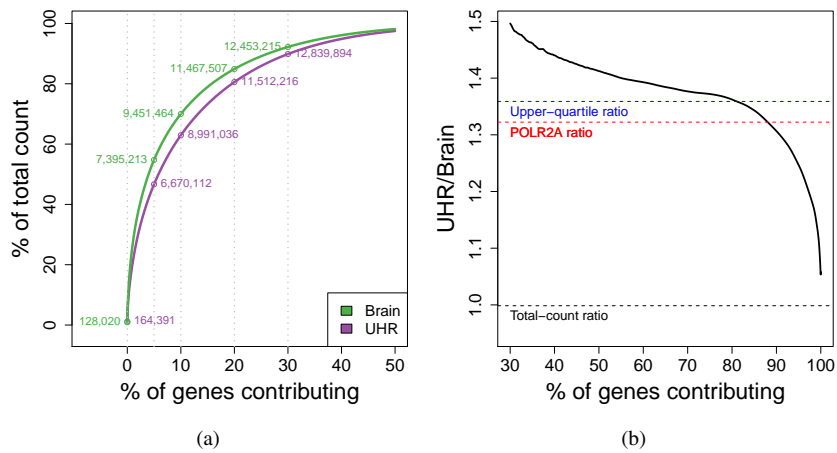 100
80
60
40
20
0
% of total count
12,453,215
12,839,894
11,467,507
11,512,216
9,451,464
8,991,036
7,395,213
6,670,112
128,020
164,391
Brain
UHR
0 10 20 30 40 50
% of genes contributing
(a)
1.5
1.4
1.3
1.2
1.1
1.0
UHR/Brain
Upper−quartile ratio
POLR2A ratio
Total−count ratio
30 40 50 60 70 80 90 100
% of genes contributing
(b)